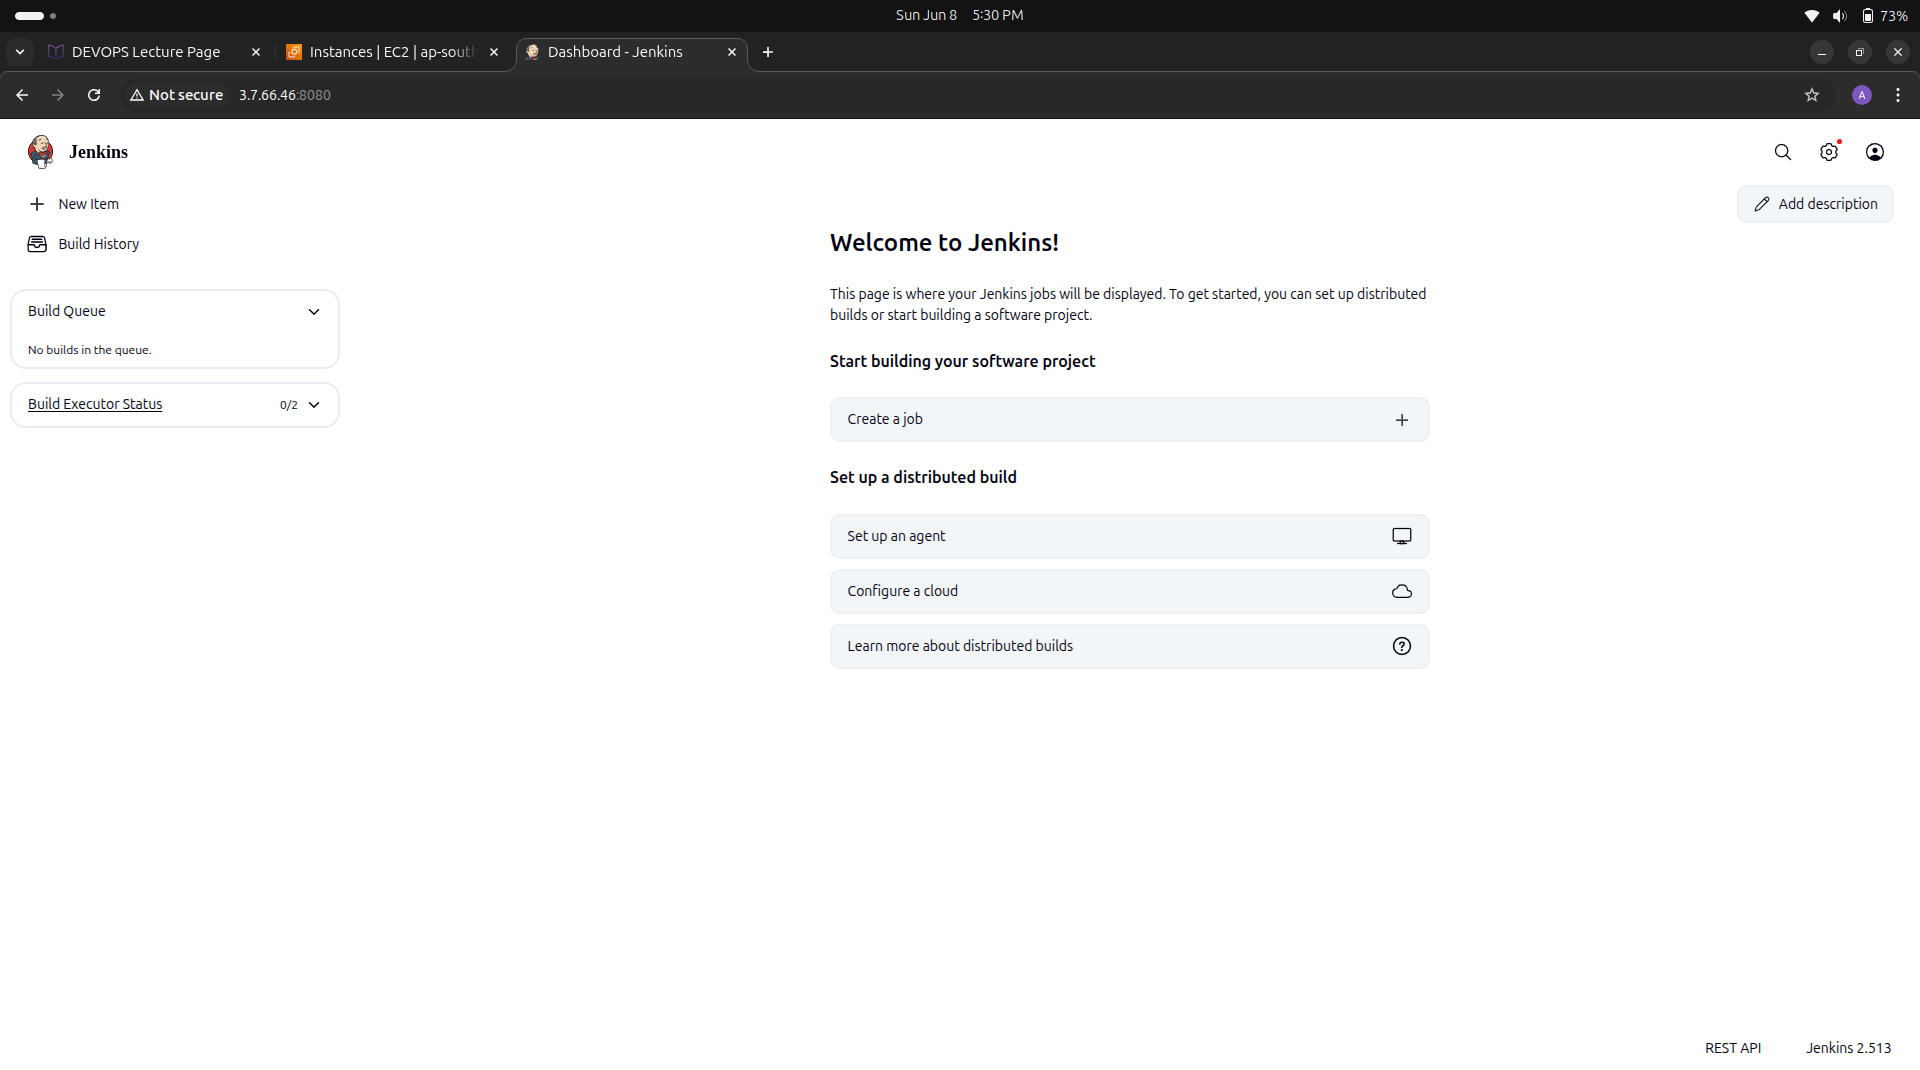 Sun Jun 8 5:30 PM
73%
DEVOPS Lecture Page
Instances | EC2 | ap-sout
Dashboard - Jenkins
Not secure 3.7.66.46:8080
A
Jenkins
New Item
Add description
Build History
Welcome to Jenkins!
This page is where your Jenkins jobs will be displayed. To get started, you can set up distributed
builds or start building a software project.
Build Queue
No builds in the queue.
Start building your software project
Build Executor Status 0/2
Create a job
Set up a distributed build
Set up an agent
Configure a cloud
Learn more about distributed builds
REST API Jenkins 2.513